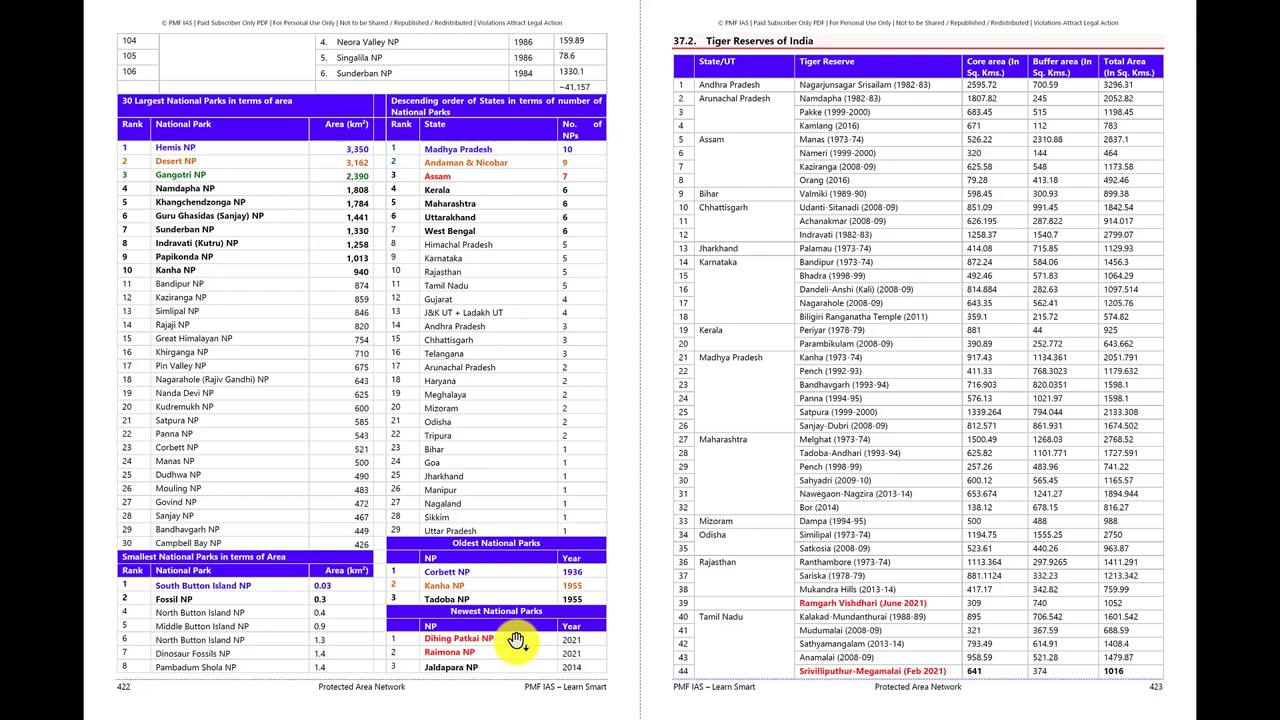 © PMF IAS | Paid Subscriber Only PDF | For Personal Use Only | Not to be Shared / Republished / Redistributed | Violations Attract Legal Action
104 4. Neora Valley NP 1986 159.89
105 5. Singalila NP 1986 78.6
106 6. Sunderban NP 1984 1330.1
~41,157
30 Largest National Parks in terms of area
Rank National Park Area (km²)
1 Hemis NP 3,350
2 Desert NP 3,162
3 Gangotri NP 2,390
4 Namdapha NP 1,808
5 Khangchendzonga NP 1,784
6 Guru Ghasidas (Sanjay) NP 1,441
7 Sunderban NP 1,330
8 Indravati (Kutru) NP 1,258
9 Papikonda NP 1,013
10 Kanha NP 940
11 Bandipur NP 874
12 Kaziranga NP 859
13 Simlipal NP 846
14 Rajaji NP 820
15 Great Himalayan NP 754
16 Khirganga NP 710
17 Pin Valley NP 675
18 Nagarahole (Rajiv Gandhi) NP 643
19 Nanda Devi NP 625
20 Kudremukh NP 600
21 Satpura NP 585
22 Panna NP 543
23 Corbett NP 521
24 Manas NP 500
25 Dudhwa NP 490
26 Mouling NP 483
27 Govind NP 472
28 Sanjay NP 467
29 Bandhavgarh NP 449
30 Campbell Bay NP 426
Smallest National Parks in terms of Area
Rank National Park Area (km²)
1 South Button Island NP 0.03
2 Fossil NP 0.3
4 North Button Island NP 0.4
5 Middle Button Island NP 0.9
6 North Button Island NP 1.3
7 Dinosaur Fossils NP 1.4
8 Pambadum Shola NP 1.4
Descending order of States in terms of number of
National Parks
Rank State No. of
NPs
1 Madhya Pradesh 10
2 Andaman & Nicobar 9
3 Assam 7
4 Kerala 6
5 Maharashtra 6
6 Uttarakhand 6
7 West Bengal 6
8 Himachal Pradesh 5
9 Karnataka 5
10 Rajasthan 5
11 Tamil Nadu 5
12 Gujarat 4
13 J&K UT + Ladakh UT 4
14 Andhra Pradesh 3
15 Chhattisgarh 3
16 Telangana 3
17 Arunachal Pradesh 2
18 Haryana 2
19 Meghalaya 2
20 Mizoram 2
21 Odisha 2
22 Tripura 2
23 Bihar 1
24 Goa 1
25 Jharkhand 1
26 Manipur 1
27 Nagaland 1
28 Sikkim 1
29 Uttar Pradesh 1
Oldest National Parks
NP Year
1 Corbett NP 1936
2 Kanha NP 1955
3 Tadoba NP 1955
Newest National Parks
NP Year
1 Dihing Patkai NP 2021
2 Raimona NP 2021
3 Jaldapara NP 2014
422 Protected Area Network PMF IAS – Learn Smart
© PMF IAS | Paid Subscriber Only PDF | For Personal Use Only | Not to be Shared / Republished / Redistributed | Violations Attract Legal Action
37.2. Tiger Reserves of India
State/UT Tiger Reserve Core area (In Buffer area (In Total Area
Sq. Kms.) Sq. Kms.) (In Sq. Kms.)
1 Andhra Pradesh Nagarjunsagar Srisailam (1982-83) 2595.72 700.59 3296.31
2 Arunachal Pradesh Namdapha (1982-83) 1807.82 245 2052.82
3 Pakke (1999-2000) 683.45 515 1198.45
4 Kamlang (2016) 671 112 783
5 Assam Manas (1973-74) 526.22 2310.88 2837.1
6 Nameri (1999-2000) 320 144 464
7 Kaziranga (2008-09) 625.58 548 1173.58
8 Orang (2016) 79.28 413.18 492.46
9 Bihar Valmiki (1989-90) 598.45 300.93 899.38
10 Chhattisgarh Udanti-Sitanadi (2008-09) 851.09 991.45 1842.54
11 Achanakmar (2008-09) 626.195 287.822 914.017
12 Indravati (1982-83) 1258.37 1540.7 2799.07
13 Jharkhand Palamau (1973-74) 414.08 715.85 1129.93
14 Karnataka Bandipur (1973-74) 872.24 584.06 1456.3
15 Bhadra (1998-99) 492.46 571.83 1064.29
16 Dandeli-Anshi (Kali) (2008-09) 814.884 282.63 1097.514
17 Nagarahole (2008-09) 643.35 562.41 1205.76
18 Biligiri Ranganatha Temple (2011) 359.1 215.72 574.82
19 Kerala Periyar (1978-79) 881 44 925
20 Parambikulam (2008-09) 390.89 252.772 643.662
21 Madhya Pradesh Kanha (1973-74) 917.43 1134.361 2051.791
22 Pench (1992-93) 411.33 768.3023 1179.632
23 Bandhavgarh (1993-94) 716.903 820.0351 1598.1
24 Panna (1994-95) 576.13 1021.97 1598.1
25 Satpura (1999-2000) 1339.264 794.044 2133.308
26 Sanjay-Dubri (2008-09) 812.571 861.931 1674.502
27 Maharashtra Melghat (1973-74) 1500.49 1268.03 2768.52
28 Tadoba-Andhari (1993-94) 625.82 1101.771 1727.591
29 Pench (1998-99) 257.26 483.96 741.22
30 Sahyadri (2009-10) 600.12 565.45 1165.57
31 Nawegaon-Nagzira (2013-14) 653.674 1241.27 1894.944
32 Bor (2014) 138.12 678.15 816.27
33 Mizoram Dampa (1994-95) 500 488 988
34 Odisha Similipal (1973-74) 1194.75 1555.25 2750
35 Satkosia (2008-09) 523.61 440.26 963.87
36 Rajasthan Ranthambore (1973-74) 1113.364 297.9265 1411.291
37 Sariska (1978-79) 881.1124 332.23 1213.342
38 Mukandra Hills (2013-14) 417.17 342.82 759.99
39 Ramgarh Vishdhari (June 2021) 309 740 1052
40 Tamil Nadu Kalakad-Mundanthurai (1988-89) 895 706.542 1601.542
41 Mudumalai (2008-09) 321 367.59 688.59
42 Sathyamangalam (2013-14) 793.49 614.91 1408.4
43 Anamalai (2008-09) 958.59 521.28 1479.87
44 Srivilliputhur-Megamalai (Feb 2021) 641 374 1016
PMF IAS – Learn Smart Protected Area Network 423